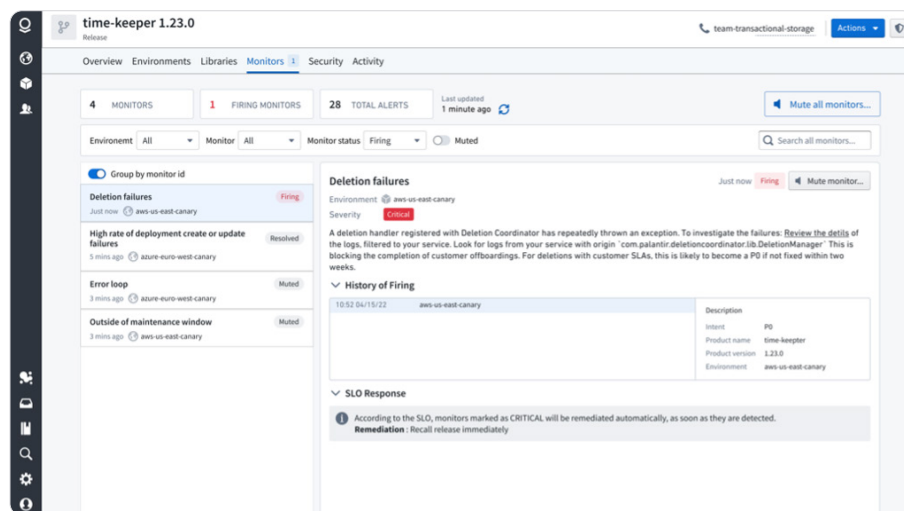 time-keeper 1.23.0
Release
team-transactional-storage
Actions
Overview Environments Libraries Monitors 1 Security Activity
4 MONITORS
1 FIRING MONITORS
28 TOTAL ALERTS
Last updated
1 minute ago
Mute all monitors...
Environemt All Monitor All Monitor status Firing Muted
Search all monitors...
Group by monitor id
Deletion failures Firing
Just now aws-us-east-canary
High rate of deployment create or update
failures
Resolved
5 mins ago azure-euro-west-canary
Error loop Muted
3 mins ago azure-euro-west-canary
Outside of maintenance window Muted
3 mins ago aws-us-east-canary
Deletion failures
Just now Firing Mute monitor...
Environment aws-us-east-canary
Severity Critical
A deletion handler registered with Deletion Coordinator has repeatedly thrown an exception. To investigate the failures: Review the detils of
the logs, filtered to your service. Look for logs from your service with origin `com.palantir.deletioncoordinator.lib.DeletionManager` This is
blocking the completion of customer offboardings. For deletions with customer SLAs, this is likely to become a P0 if not fixed within two
weeks.
History of Firing
10:52 04/15/22 aws-us-east-canary
Description
Intent P0
Product name time-keepter
Product version 1.23.0
Environment aws-us-east-canary
SLO Response
According to the SLO, monitors marked as CRITICAL will be remediated automatically, as soon as they are detected.
Remediation : Recall release immediately